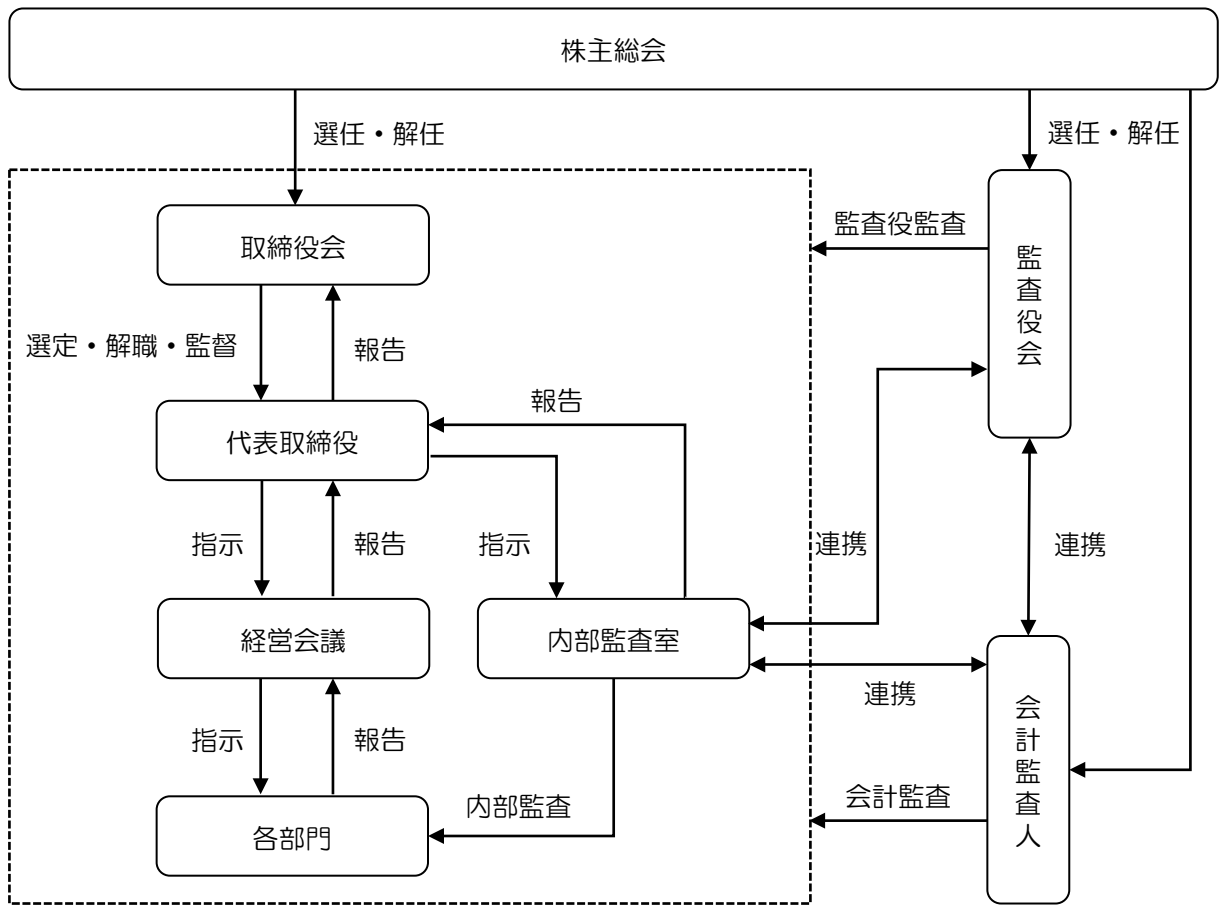 株主総会
選任・解任
選任・解任
取締役会
監査役監査
監査役会
選定・解職・監督
報告
報告
代表取締役
指示
報告
指示
連携
連携
経営会議
内部監査室
連携
指示
報告
会計監査人
内部監査
会計監査
各部門